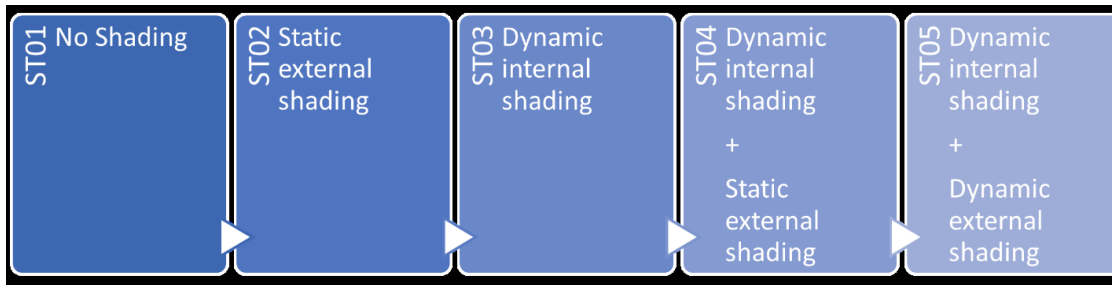 ST01
No Shading
ST02
Static
external
shading
ST03
Dynamic
internal
shading
ST04
Dynamic
internal
shading
+
Static
external
shading
ST05
Dynamic
internal
shading
+
Dynamic
external
shading